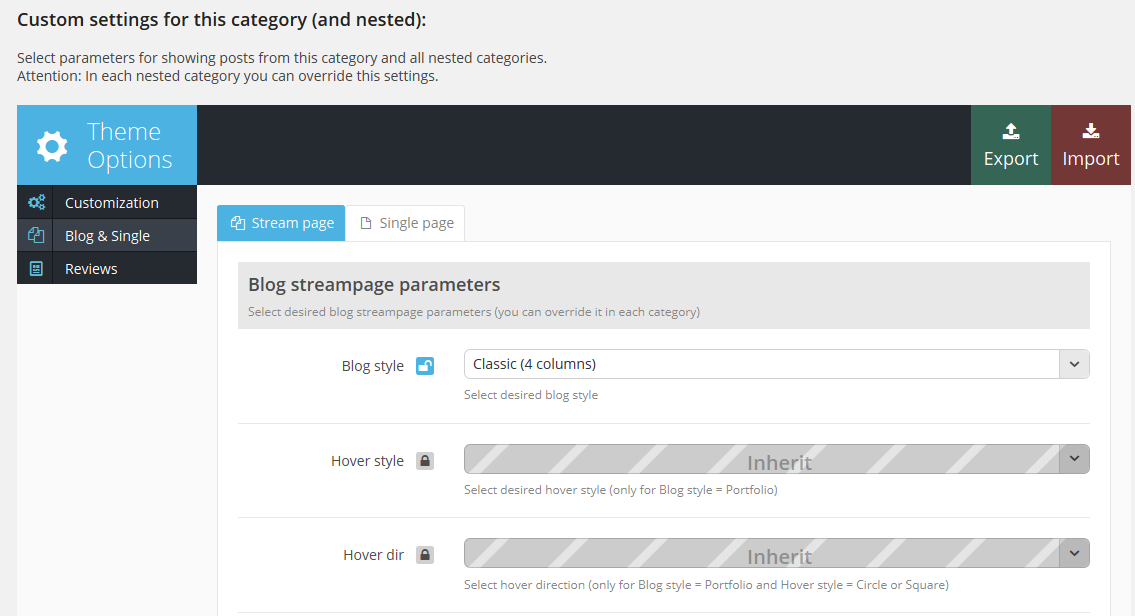 Custom settings for this category (and nested):
Select parameters for showing posts from this category and all nested categories.
Attention: In each nested category you can override this settings.
Theme
Options
Export
Import
Customization
Blog & Single
Reviews
Stream page
Single page
Blog streampage parameters
Select desired blog streampage parameters (you can override it in each category)
Blog style
Classic (4 columns)
Select desired blog style
Hover style
Inherit
Select desired hover style (only for Blog style = Portfolio)
Hover dir
Inherit
Select hover direction (only for Blog style = Portfolio and Hover style = Circle or Square)